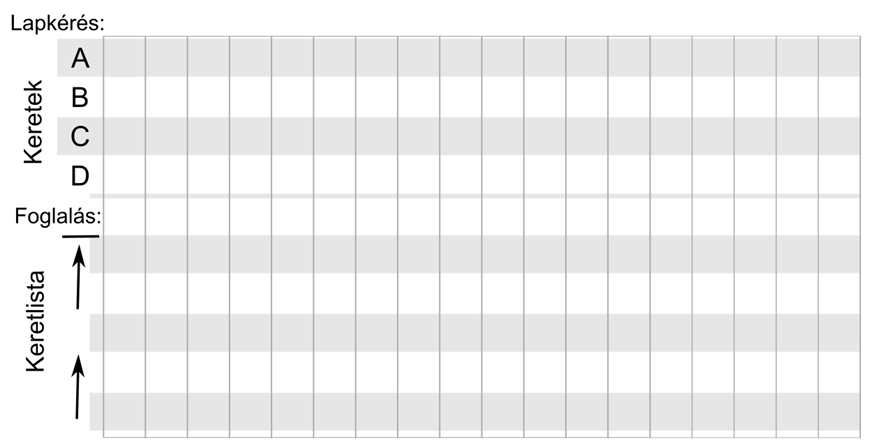 Lapkérés:
Keretek
A
B
C
D
Foglalás:
Keretlista